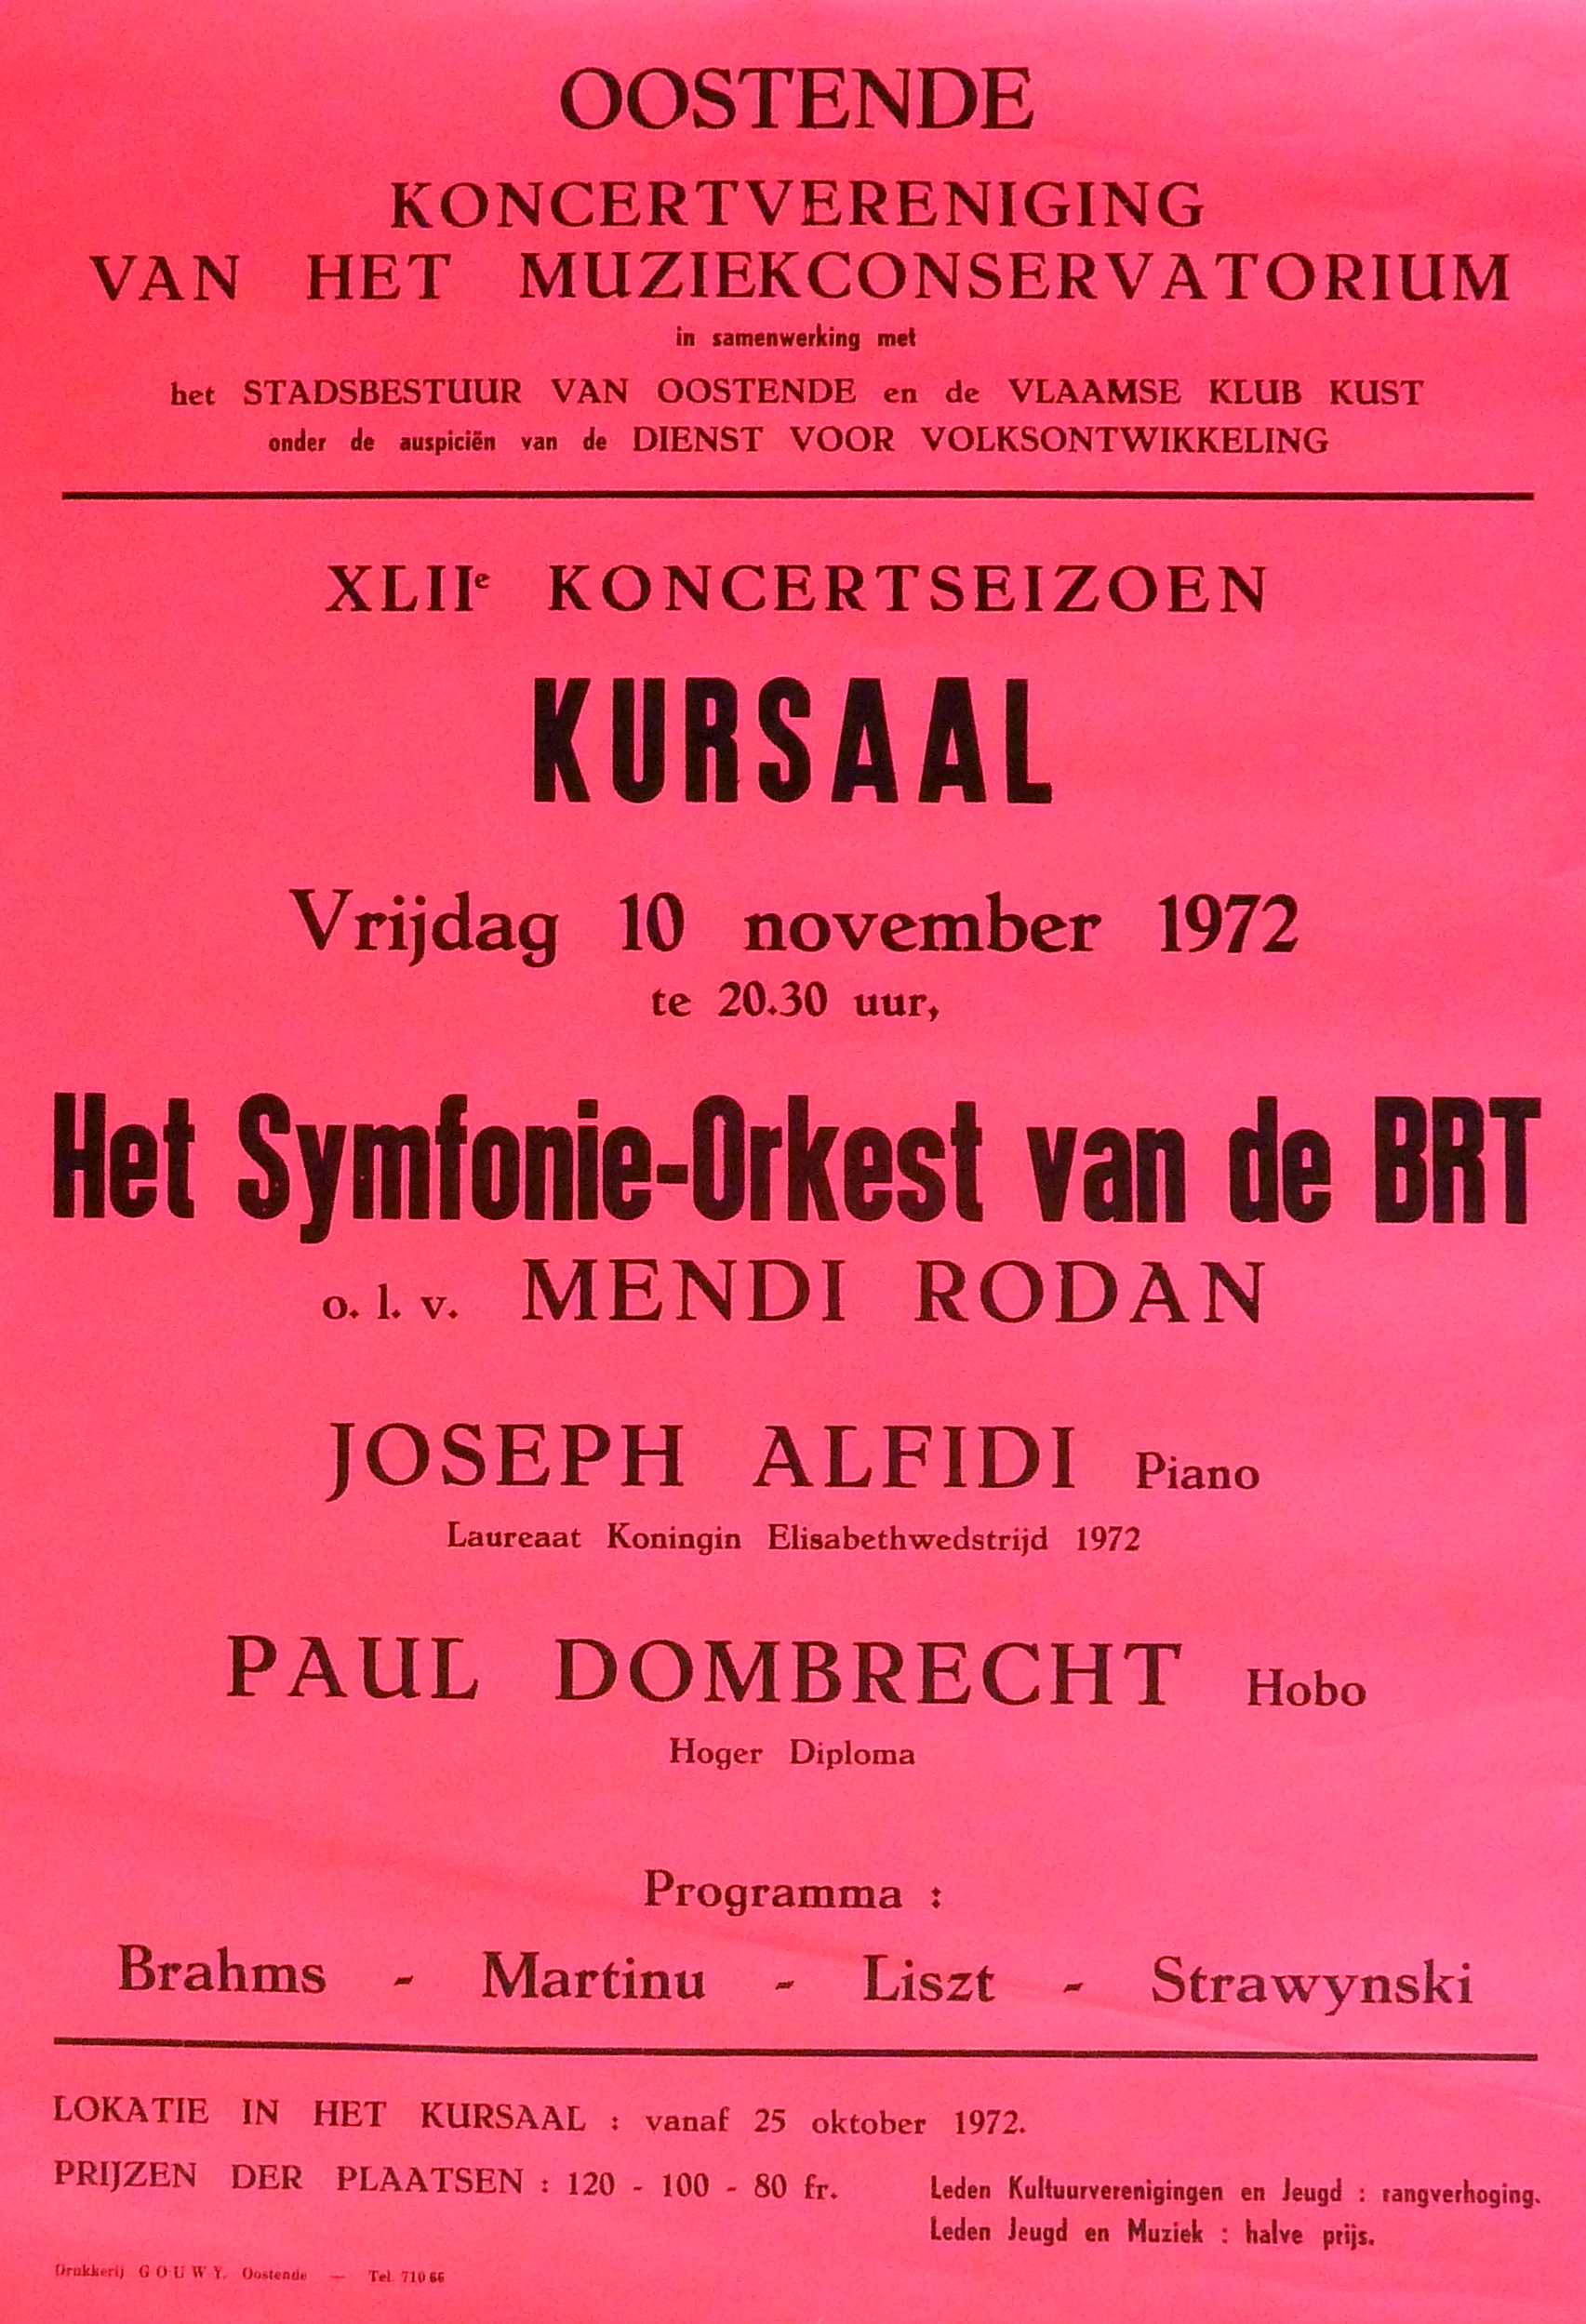 OOSTENDE
KONCERTVERENIGING
VAN HET MUZIEKCONSERVATORIUM
in samenwerking met
het STADSBESTUUR VAN OOSTENDE en de VLAAMSE KLUB KUST
onder de auspiciën van de DIENST VOOR VOLKSONTWIKKELING
XLIIe KONCERTSEIZOEN
KURSAAL
Vrijdag 10 november 1972
te 20.30 uur,
Het Symfonie-Orkest van de BRT
o. l. v. MENDI RODAN
JOSEPH ALFIDI Piano
Laureaat Koningin Elisabethwedstrijd 1972
PAUL DOMBRECHT Hobo
Hoger Diploma
Programma :
Brahms - Martinu - Liszt - Strawynski
LOKATIE IN HET KURSAAL : vanaf 25 oktober 1972.
PRIJZEN DER PLAATSEN : 120 - 100 - 80 fr.
Leden Kultuurverenigingen en Jeugd : rangverhoging.
Leden Jeugd en Muziek : halve prijs.
Drukkerij GOUWY. Oostende — Tel. 710 66